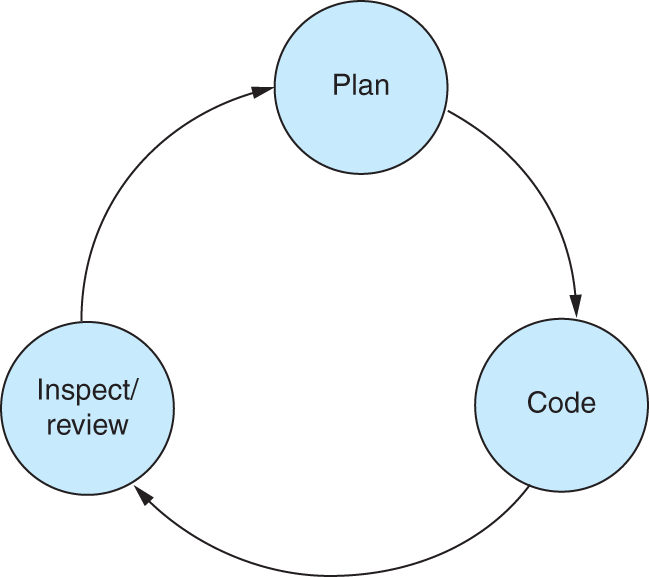 Plan
Code
Inspect/
review